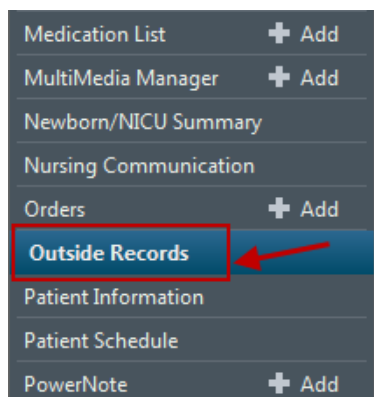 Medication List + Add
MultiMedia Manager + Add
Newborn/NICU Summary
Nursing Communication
Orders + Add
Outside Records
Patient Information
Patient Schedule
PowerNote + Add